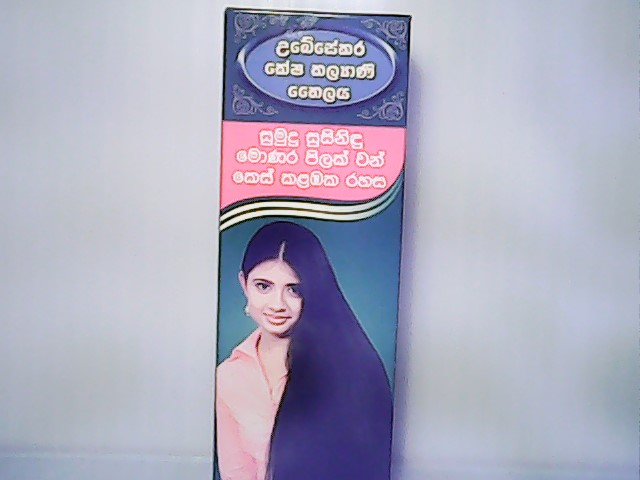 උබේසේකර
කේෂ කල්‍යාණි
තෛලය
සුමුදු සුසිනිඳු
මොණර පිලක් වන්
කෙස් කළඹක රහස